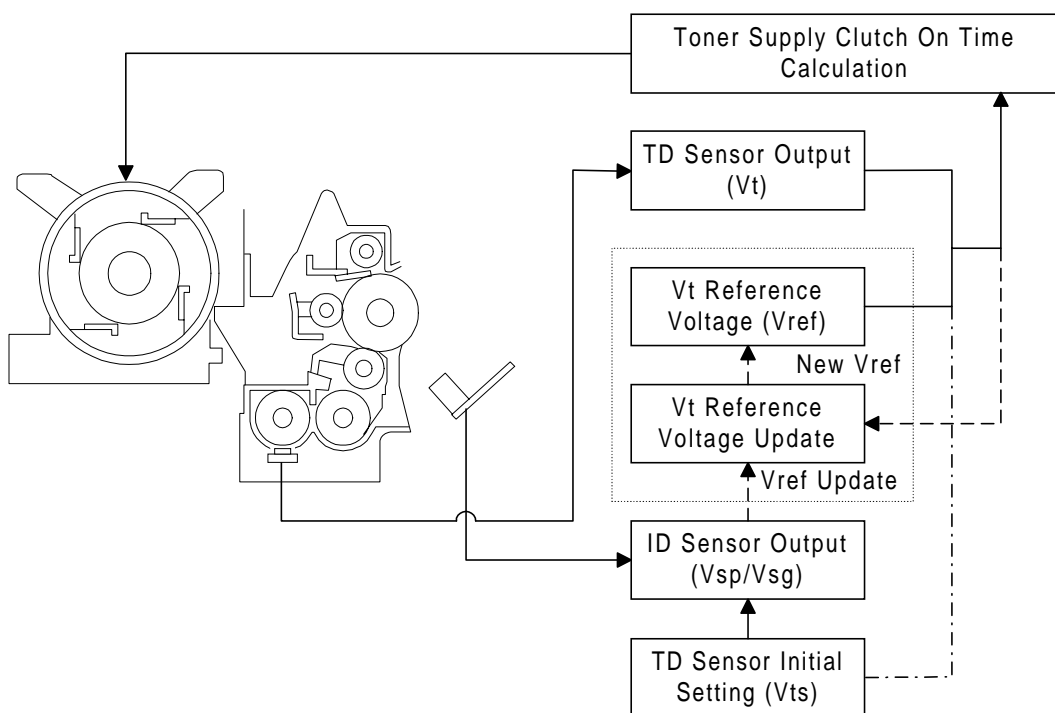 Toner Supply Clutch On Time
Calculation
TD Sensor Output
(Vt)
Vt Reference
Voltage (Vref)
New Vref
Vt Reference
Voltage Update
Vref Update
ID Sensor Output
(Vsp/Vsg)
TD Sensor Initial
Setting (Vts)